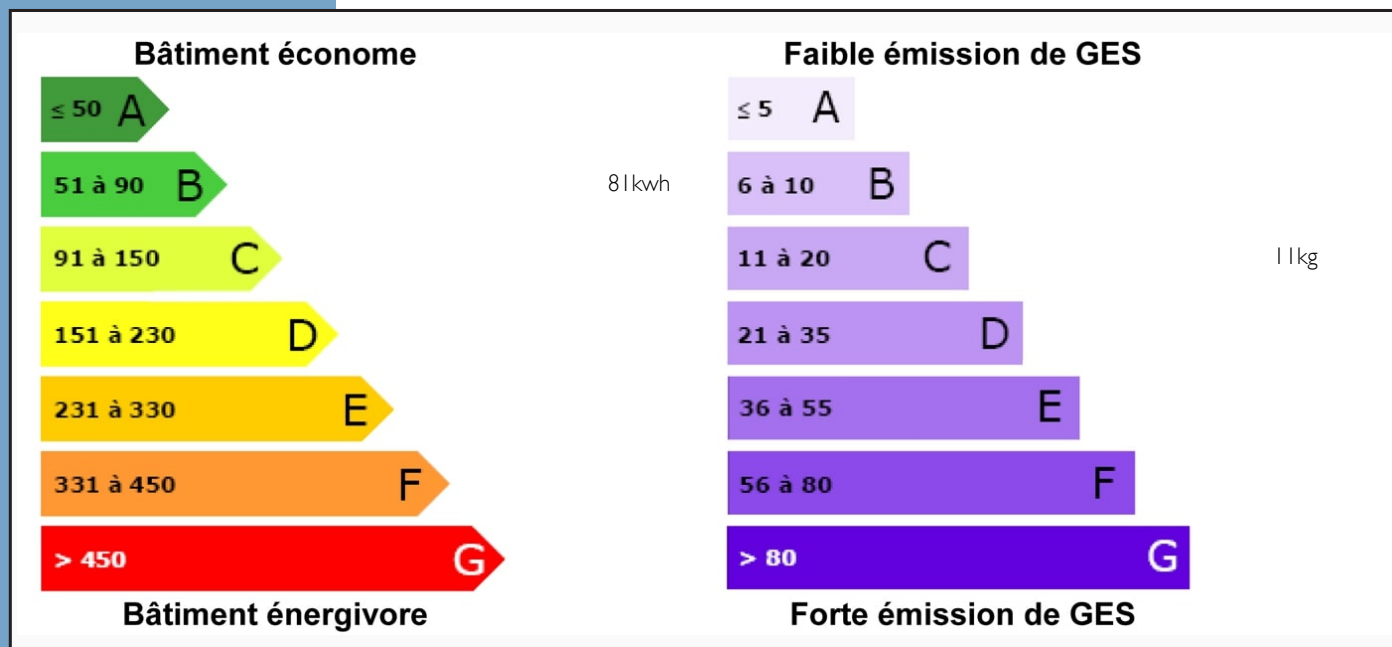 Bâtiment économe
≤ 50 A
51 à 90 B
81kwh
91 à 150 C
151 à 230 D
231 à 330 E
331 à 450 F
> 450 G
Bâtiment énergivore
Faible émission de GES
≤ 5 A
6 à 10 B
11 à 20 C
11kg
21 à 35 D
36 à 55 E
56 à 80 F
> 80 G
Forte émission de GES